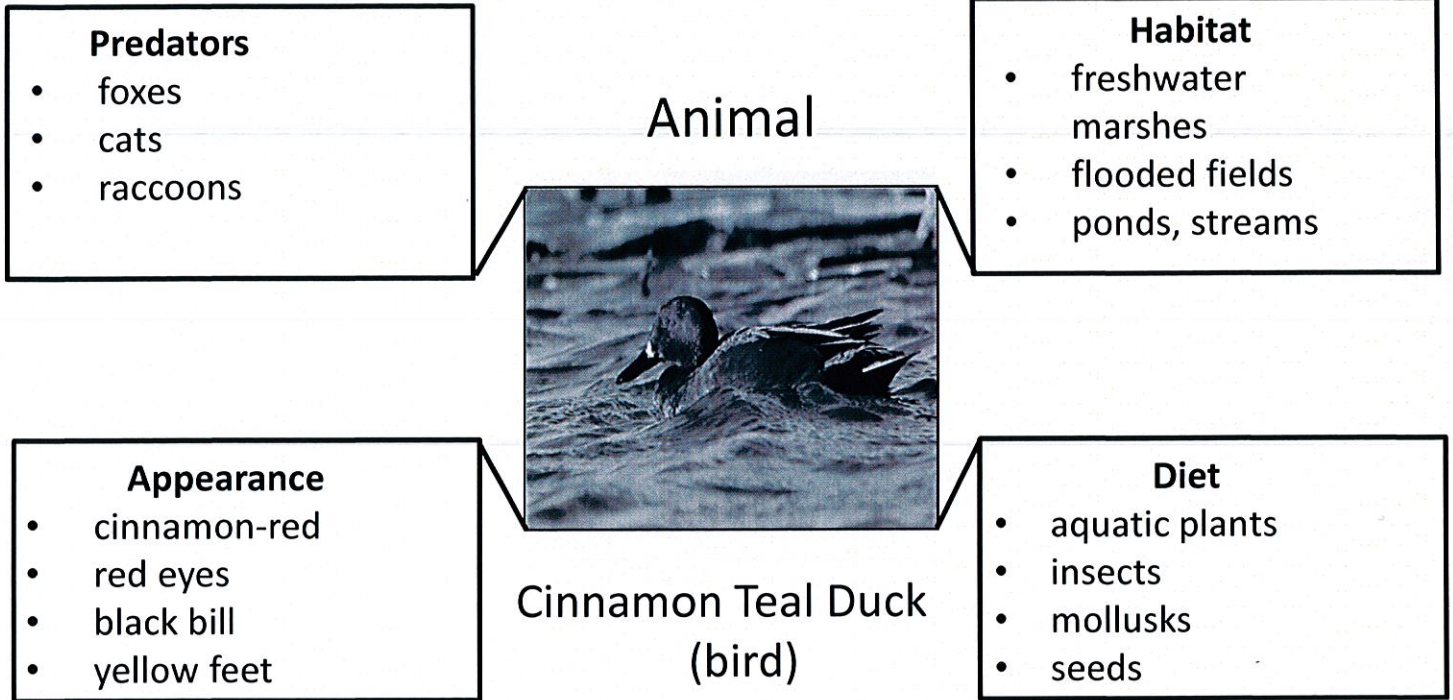 Predators
• foxes
• cats
• raccoons
Animal
Habitat
• freshwater
marshes
• flooded fields
• ponds, streams
Appearance
• cinnamon-red
• red eyes
• black bill
• yellow feet
Cinnamon Teal Duck
(bird)
Diet
• aquatic plants
• insects
• mollusks
• seeds